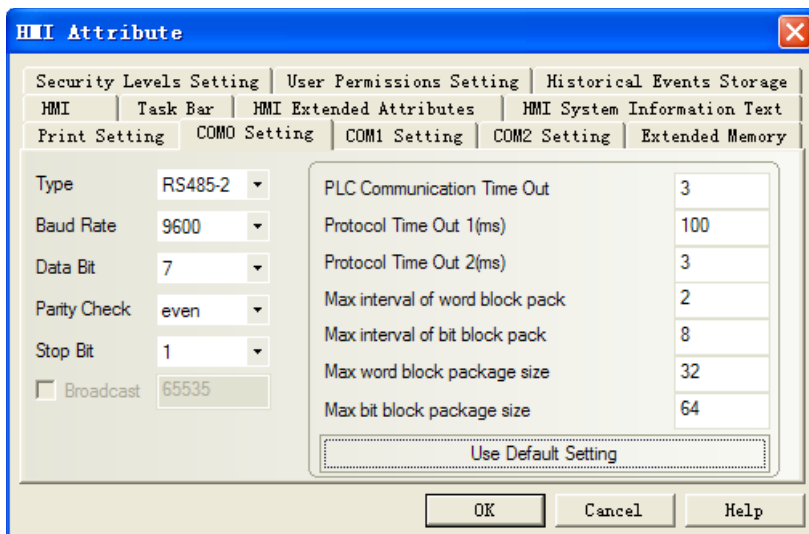 HMI Attribute
Security Levels Setting User Permissions Setting Historical Events Storage
HMI Task Bar HMI Extended Attributes HMI System Information Text
Print Setting COM0 Setting COM1 Setting COM2 Setting Extended Memory
Type RS485-2
Baud Rate 9600
Data Bit 7
Parity Check even
Stop Bit 1
Broadcast 65535
PLC Communication Time Out 3
Protocol Time Out 1(ms) 100
Protocol Time Out 2(ms) 3
Max interval of word block pack 2
Max interval of bit block pack 8
Max word block package size 32
Max bit block package size 64
Use Default Setting
OK Cancel Help